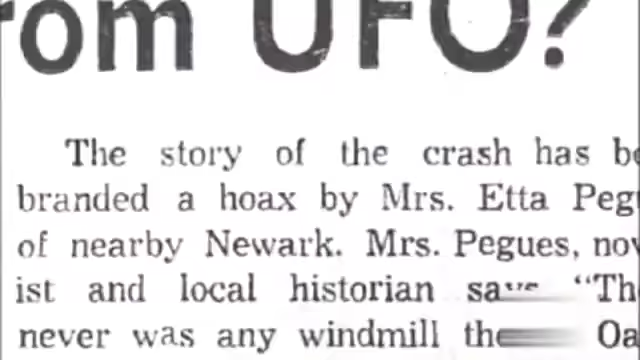 rom UFO?
The story of the crash has be
branded a hoax by Mrs. Etta Peg
of nearby Newark. Mrs. Pegues, nov
ist and local historian "Th
never was any windmill Oa